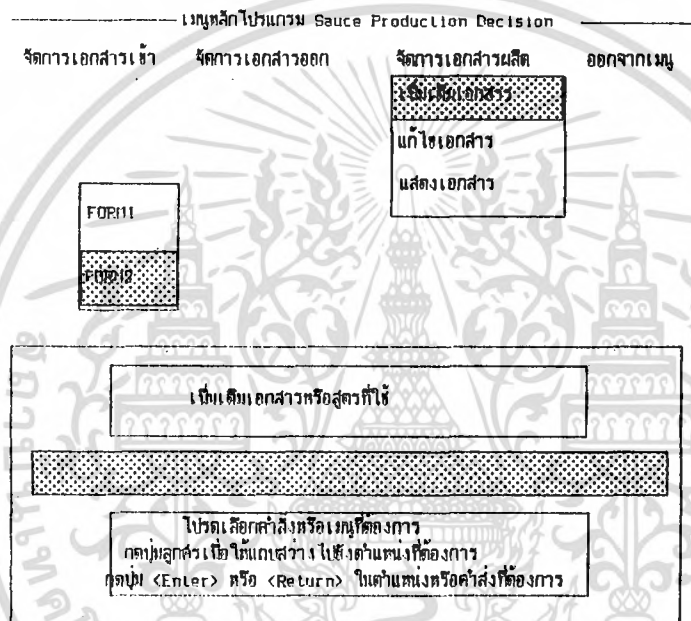 เมนูหลักโปรแกรม Sauce Production Decision
จัดการเอกสารเข้า จัดการเอกสารออก จัดการเอกสารผลิต ออกจากเมนู
เพิ่มเติมเอกสาร
แก้ไขเอกสาร
แสดงเอกสาร
FORM1
FORM2
เพิ่มเติมเอกสารหรือสูตรที่ใช้
โปรดเลือกคำสั่งหรือเมนูที่ต้องการ
กดปุ่มลูกศรเพื่อให้แถบสว่างไปยังตำแหน่งที่ต้องการ
กดปุ่ม <Enter> หรือ <Return> ในตำแหน่งหรือคำสั่งที่ต้องการ